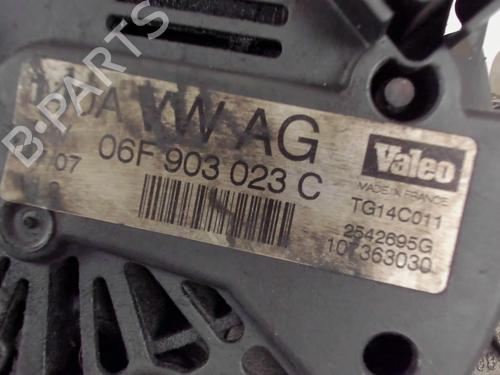 B-PARTS
VW AG
06F 903 023 C
07
Valeo
MADE IN FRANCE
TG14C011
2542695G
107363030